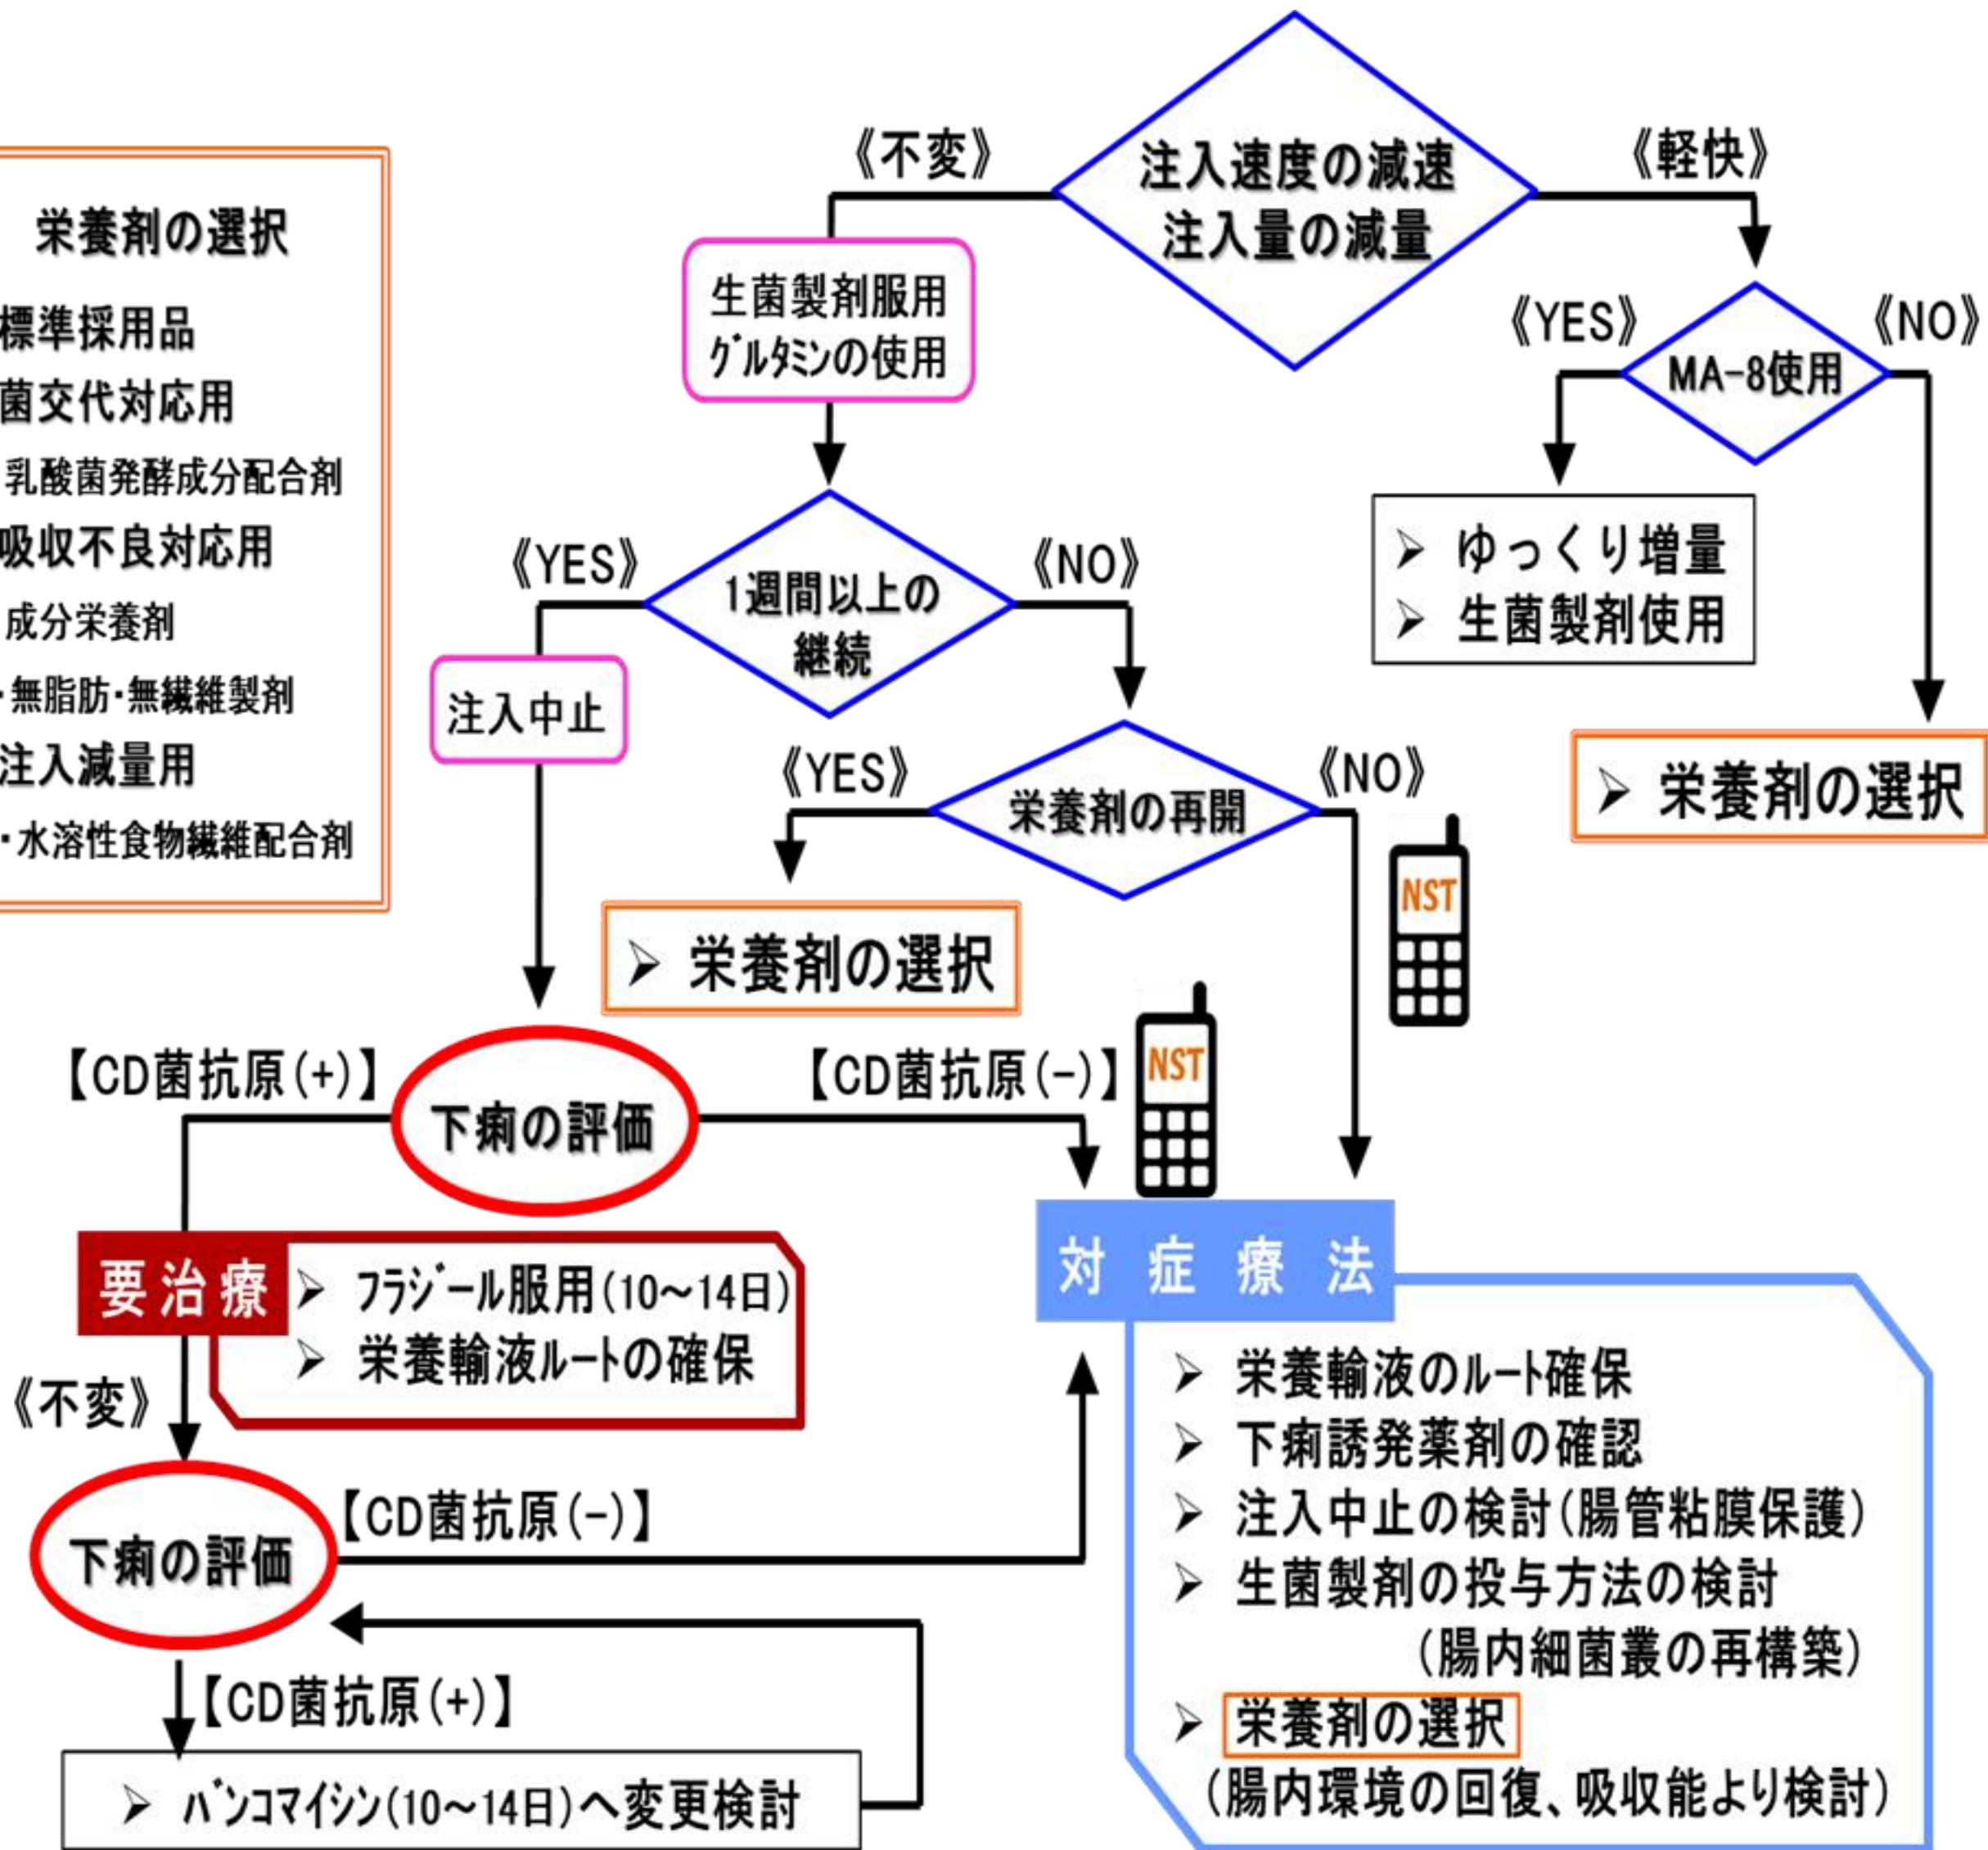 《不変》
注入速度の減速
注入量の減量
《軽快》
栄養剤の選択
標準採用品
菌交代対応用
乳酸菌発酵成分配合剤
吸収不良対応用
成分栄養剤
・無脂肪・無繊維製剤
注入減量用
・水溶性食物繊維配合剤
生菌製剤服用
グルタミンの使用
《YES》
MA-8使用
《NO》
➢ ゆっくり増量
➢ 生菌製剤使用
➢ 栄養剤の選択
《YES》
1週間以上の
継続
《NO》
注入中止
《YES》
栄養剤の再開
《NO》
NST
➢ 栄養剤の選択
【CD菌抗原(+)】
下痢の評価
【CD菌抗原(-)】
NST
要治療
➢ フラジール服用(10～14日)
➢ 栄養輸液ルートの確保
《不変》
下痢の評価
【CD菌抗原(-)】
【CD菌抗原(+)】
➢ バンコマイシン(10～14日)へ変更検討
対症療法
➢ 栄養輸液のルート確保
➢ 下痢誘発薬剤の確認
➢ 注入中止の検討(腸管粘膜保護)
➢ 生菌製剤の投与方法の検討
(腸内細菌叢の再構築)
➢ 栄養剤の選択
(腸内環境の回復、吸収能より検討)